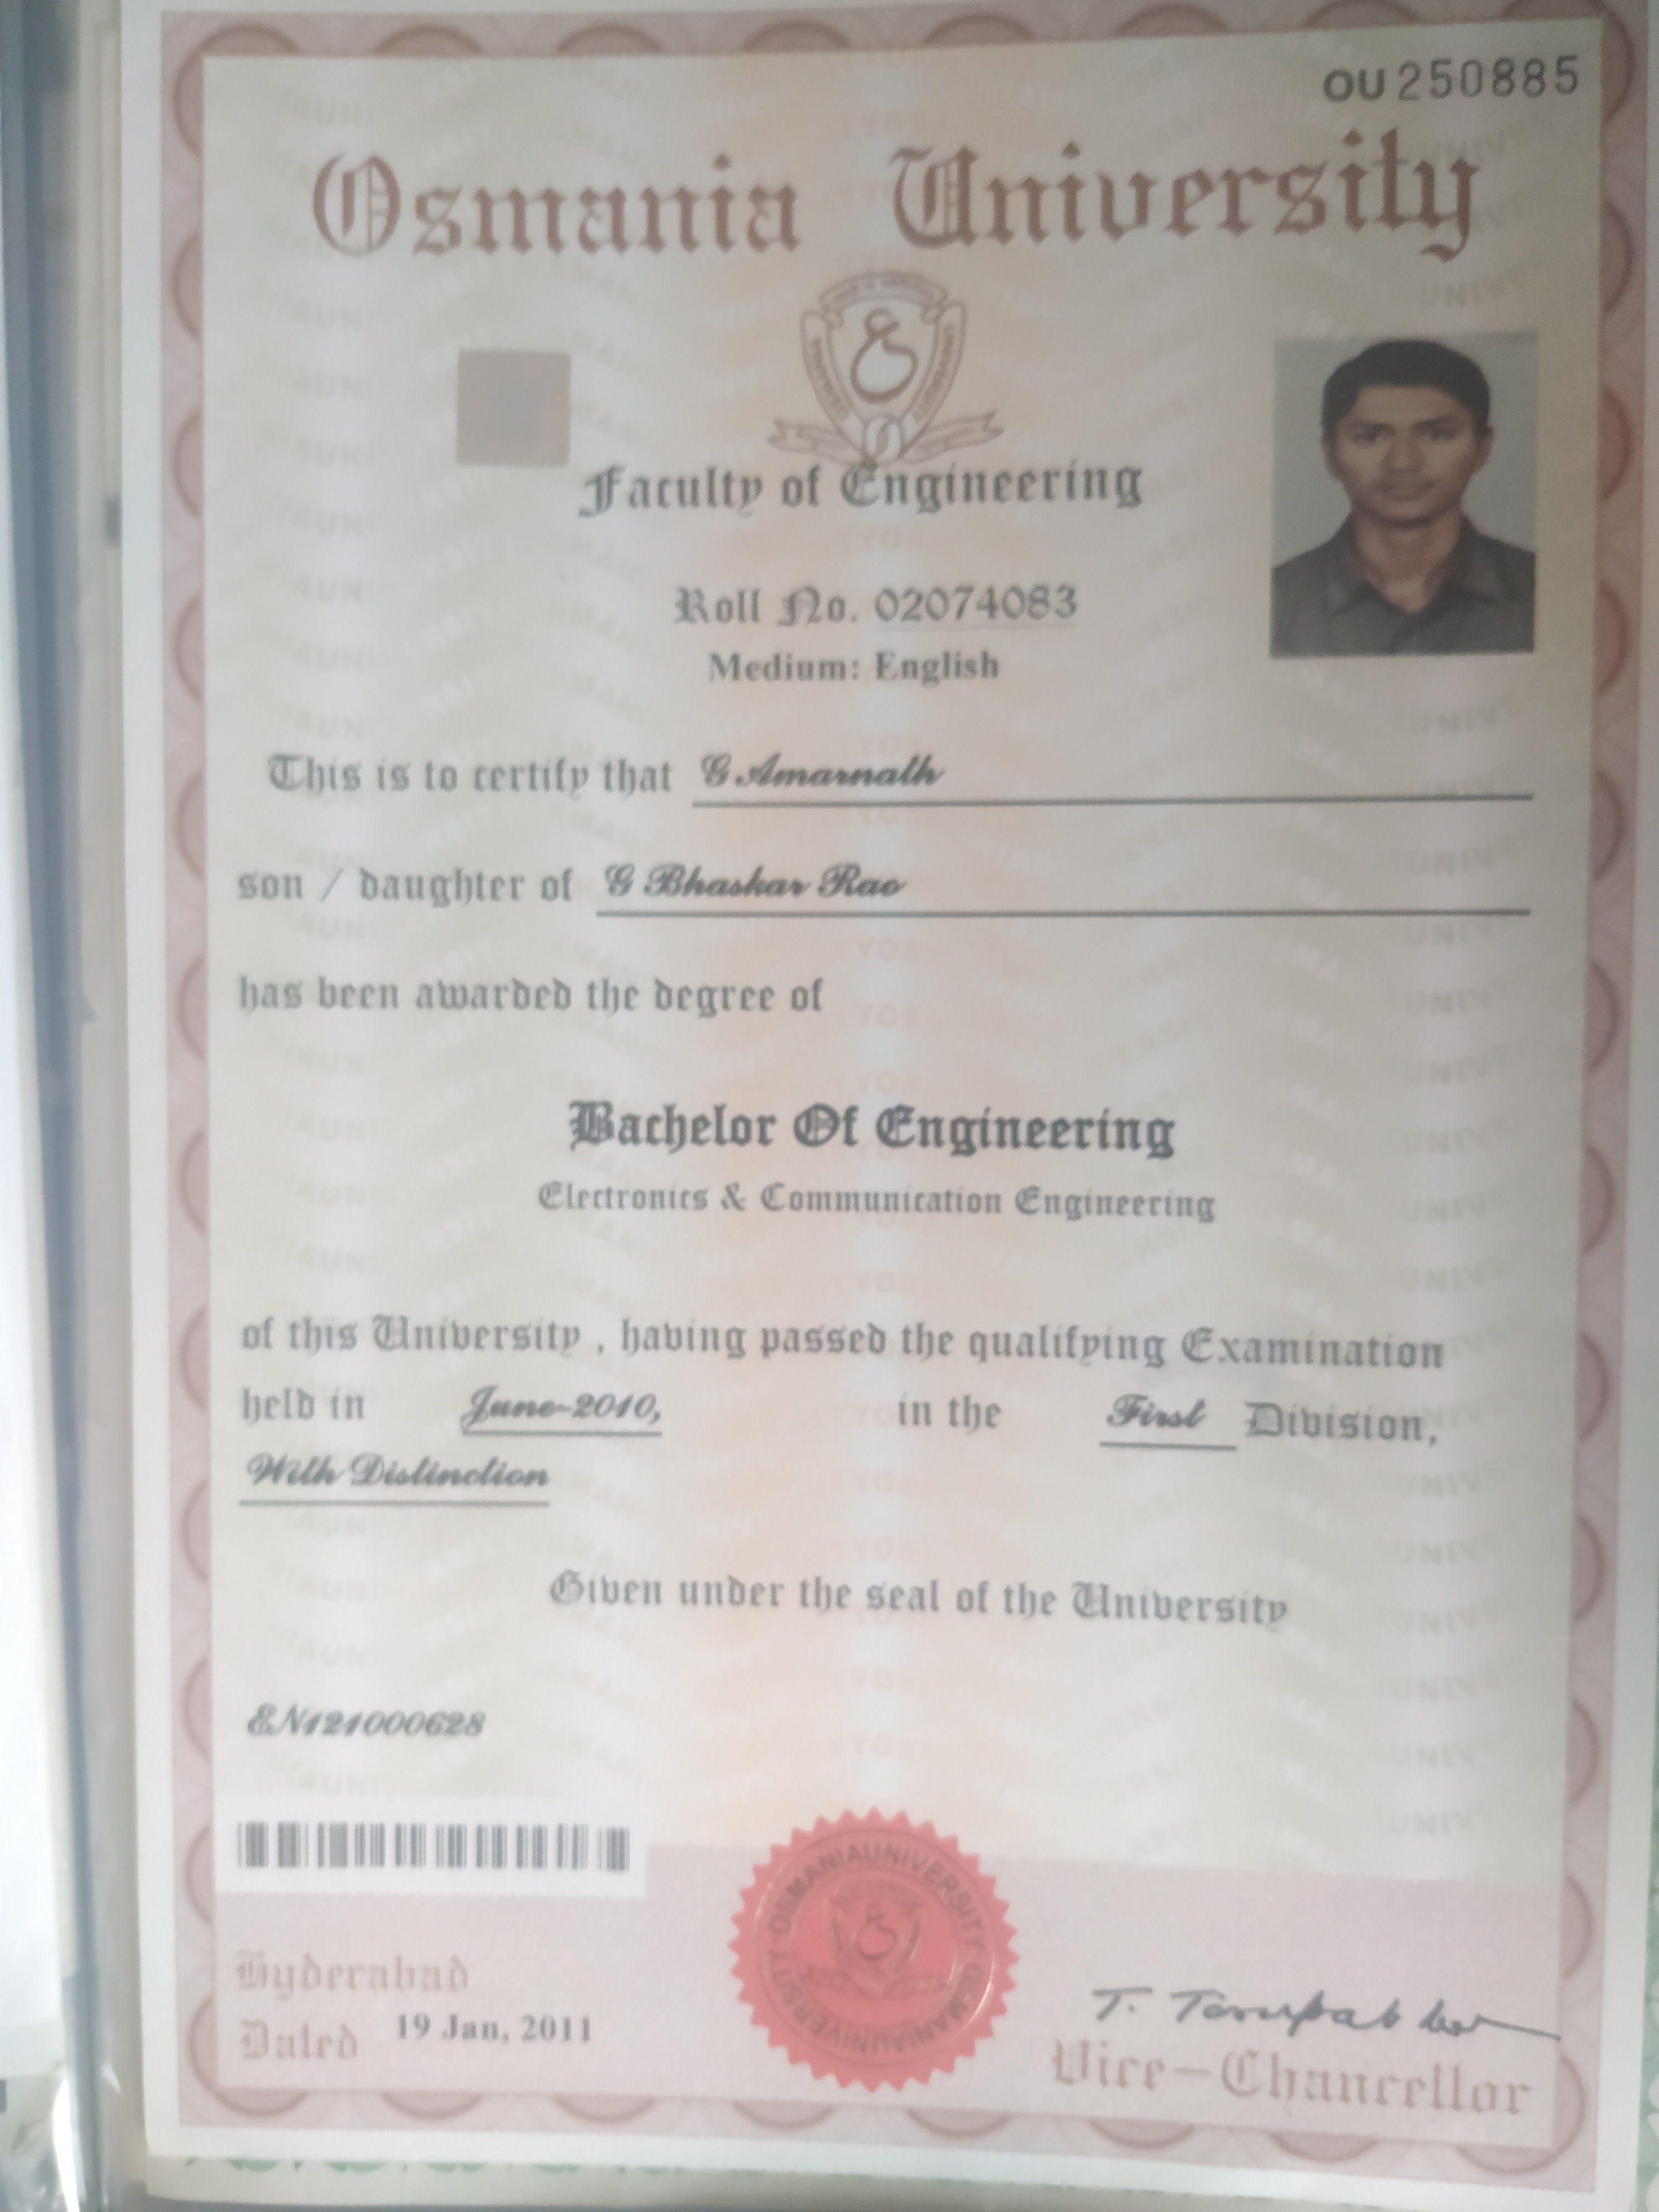 OU 250885
Osmania University
OSMANIA UNIVERSITY
Faculty of Engineering
Roll No. 02074083
Medium: English
This is to certify that G Amarnath
son / daughter of G Bhaskar Rao
has been awarded the degree of
Bachelor Of Engineering
Electronics & Communication Engineering
of this University , having passed the qualifying Examination
held in June-2010, in the First Division,
With Distinction
Given under the seal of the University
EN121000628
OSMANIA UNIVERSITY OSMANIA UNIVERSITY
Hyderabad
Dated 19 Jan, 2011
Vice-Chancellor